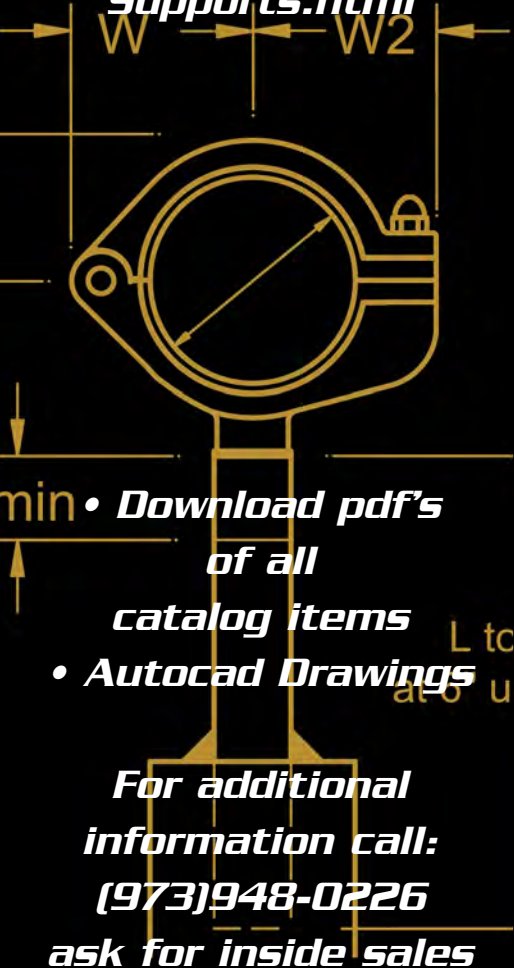 Supports.html
W W2
min • Download pdf’s
of all
catalog items
L to
• Autocad Drawings
at 6" u
For additional
information call:
(973)948-0226
ask for inside sales